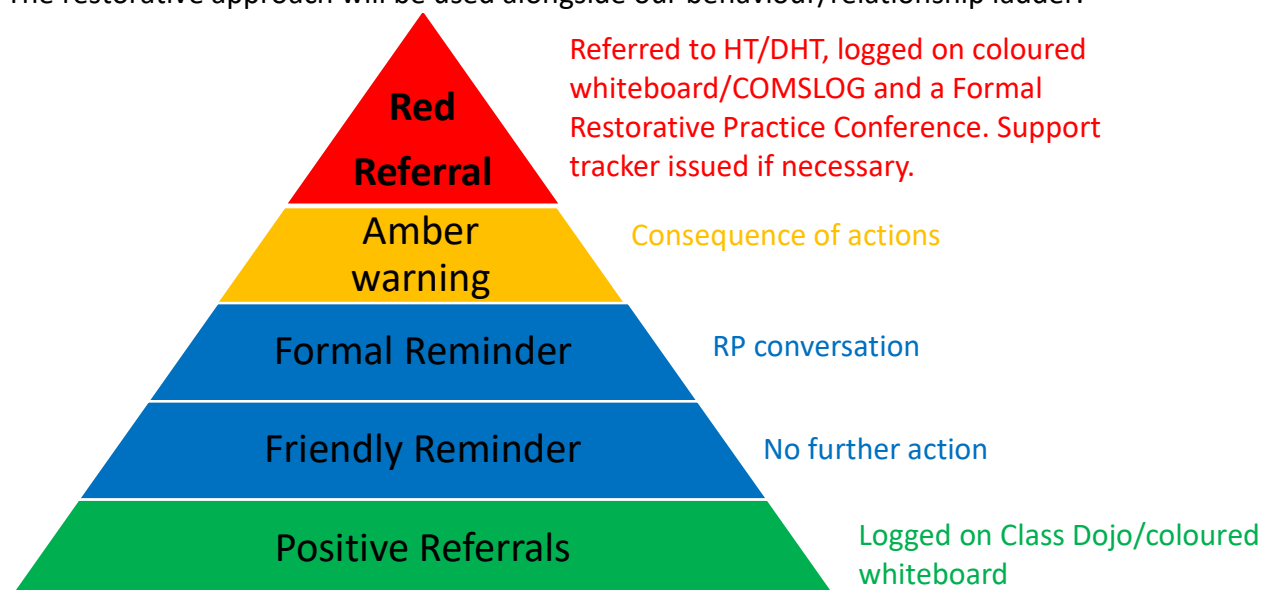 The restorative approach will be used alongside our behaviour/relationship ladder.
Red
Referral
Referred to HT/DHT, logged on coloured
whiteboard/COMSLOG and a Formal
Restorative Practice Conference. Support
tracker issued if necessary.
Amber
warning
Consequence of actions
Formal Reminder
RP conversation
Friendly Reminder
No further action
Positive Referrals
Logged on Class Dojo/coloured
whiteboard